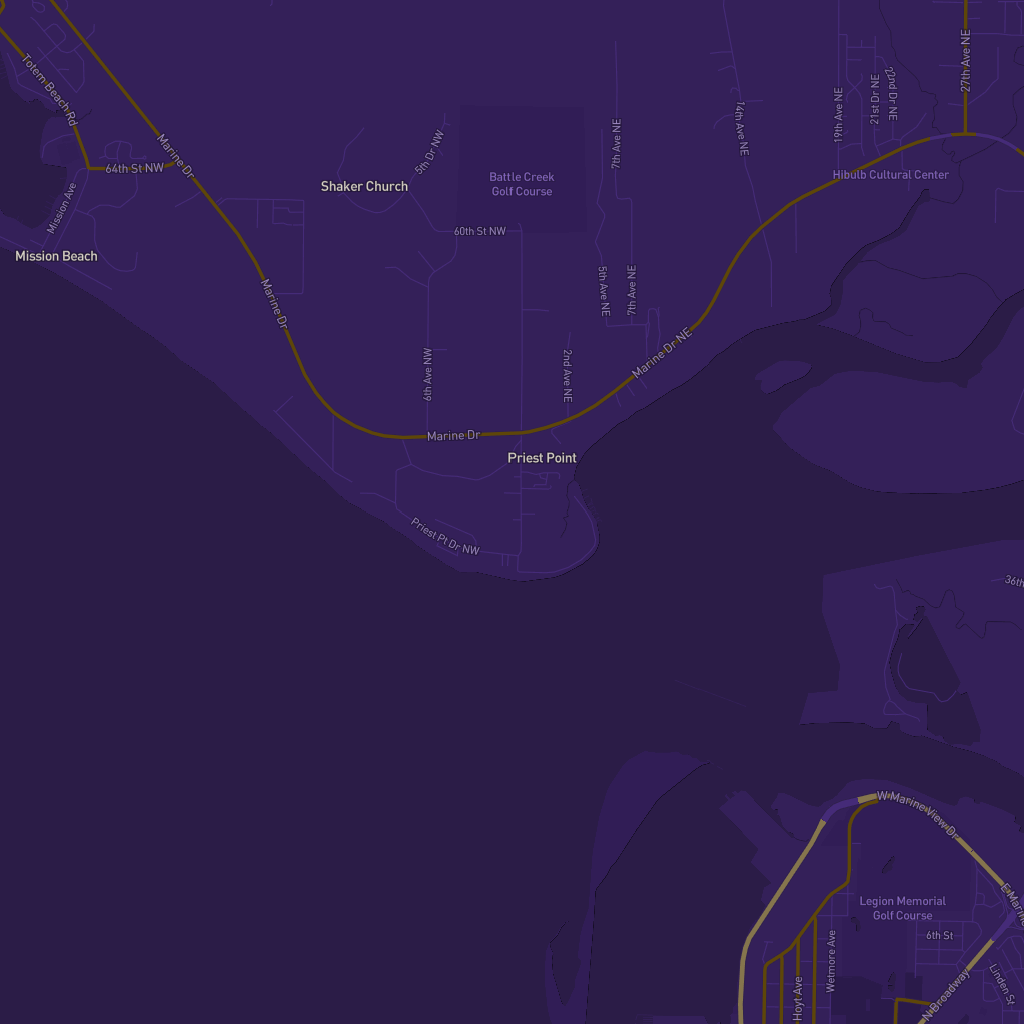 27th Ave NE
Totem Beach Rd
22nd Dr NE
21st Dr NE
19th Ave NE
14th Ave NE
7th Ave NE
5th Dr NW
Marine Dr
64th St NW
Shaker Church
Battle Creek
Golf Course
Hibulb Cultural Center
Mission Ave
60th St NW
Mission Beach
5th Ave NE
7th Ave NE
Marine Dr
Marine Dr NE
6th Ave NW
2nd Ave NE
Marine Dr
Priest Point
Priest Pt Dr NW
36th
W Marine View Dr
E Marine
Legion Memorial
Golf Course
6th St
Wetmore Ave
Hoyt Ave
N Broadway
Linden St